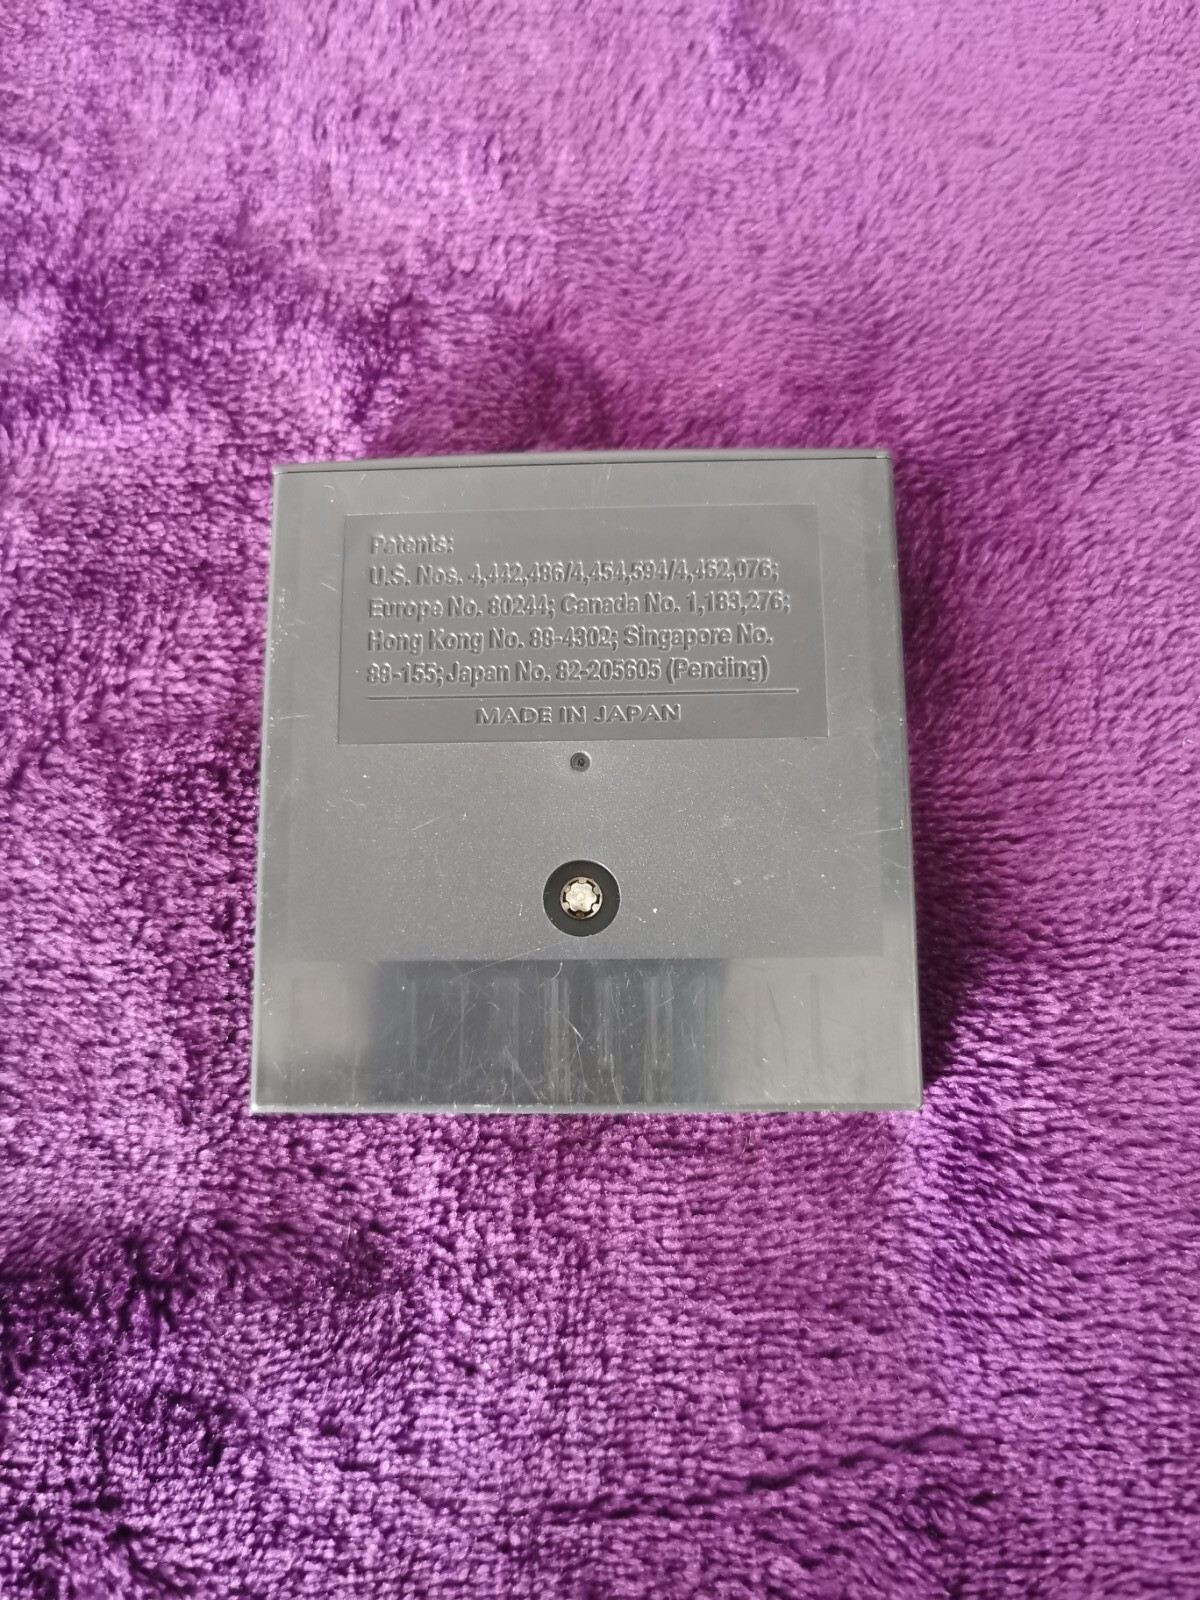 Patents:
U.S. Nos. 4,442,486/4,454,594/4,462,076;
Europe No. 80244; Canada No. 1,183,276;
Hong Kong No. 88-4302; Singapore No.
88-155; Japan No. 82-205605 (Pending)
MADE IN JAPAN